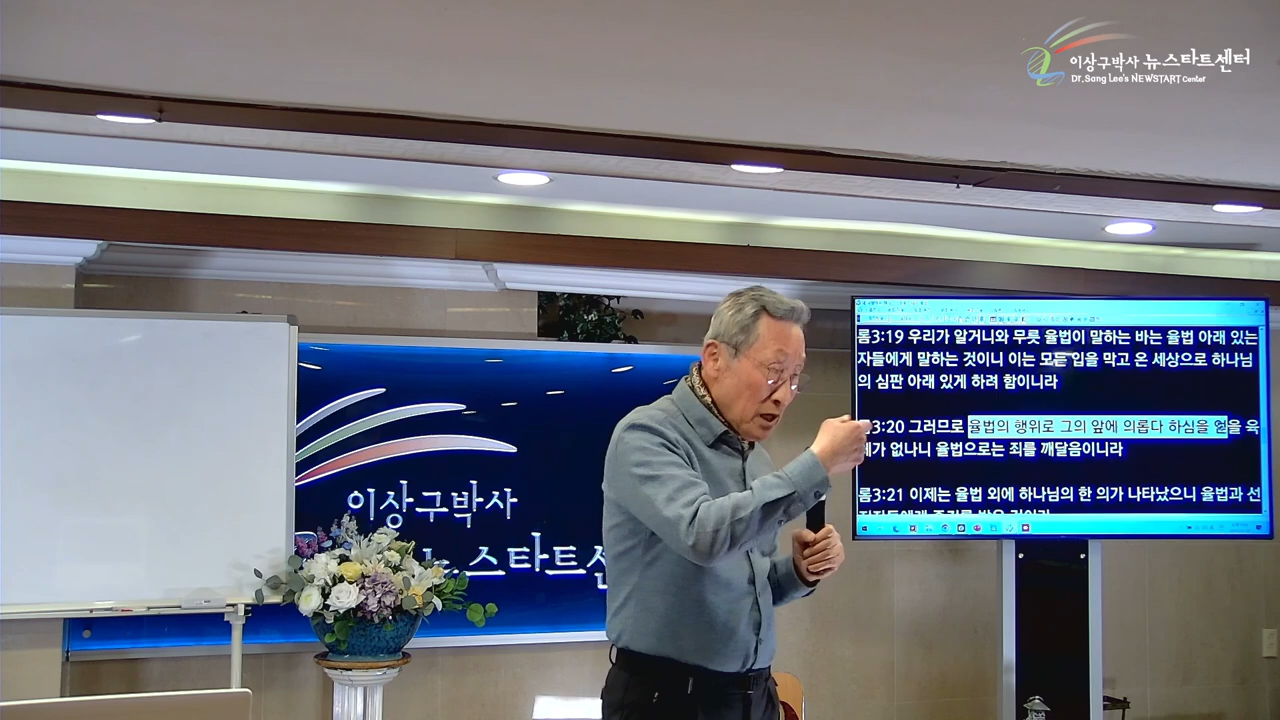 이상구박사 뉴스타트센터
Dr. Sang Lee's NEWSTART Center
롬3:19 우리가 알거니와 무릇 율법이 말하는 바는 율법 아래 있는
자들에게 말하는 것이니 이는 모든 입을 막고 온 세상으로 하나님
의 심판 아래 있게 하려 함이니라
3:20 그러므로 율법의 행위로 그의 앞에 의롭다 하심을 얻을 육
체가 없나니 율법으로는 죄를 깨달음이니라
롬3:21 이제는 율법 외에 하나님의 한 의가 나타났으니 율법과 선
이상구박사
뉴스타트센